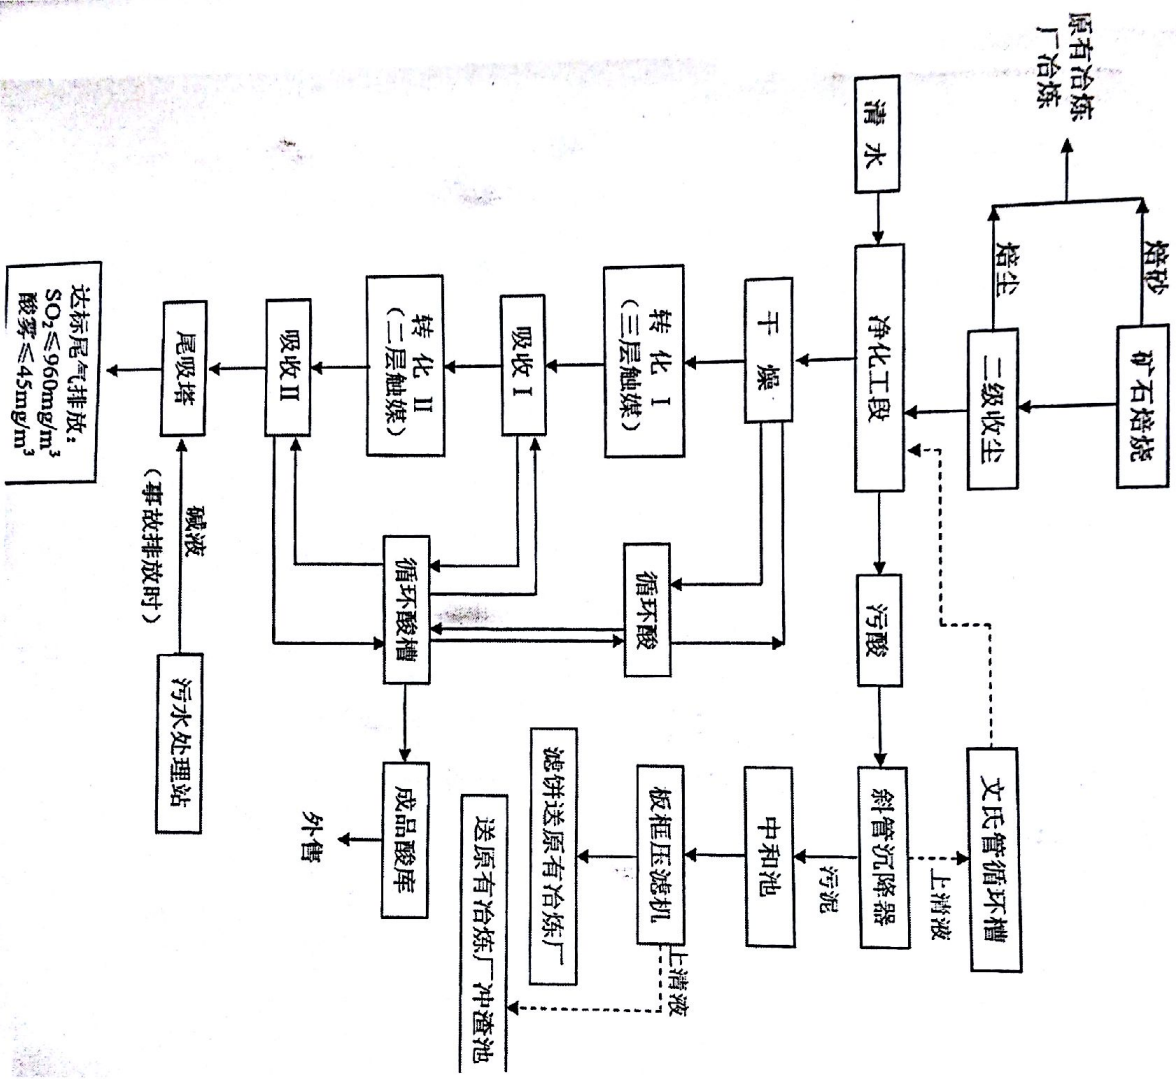 矿石焙烧
焙砂
原有冶炼
厂冶炼
二级收尘
焙尘
清 水
净化工段
污酸
斜管沉降器
上清液
文氏管循环槽
污泥
中和池
板框压滤机
上清液
滤饼送原有冶炼厂
送原有冶炼厂冲渣池
干 燥
循环酸
转 化 I
(三层触媒)
吸收 I
转 化 II
(二层触媒)
吸收 II
循环酸槽
成品酸库
外售
尾吸塔
碱液
(事故排放时)
污水处理站
达标尾气排放:
SO₂≤960mg/m³
酸雾≤45mg/m³